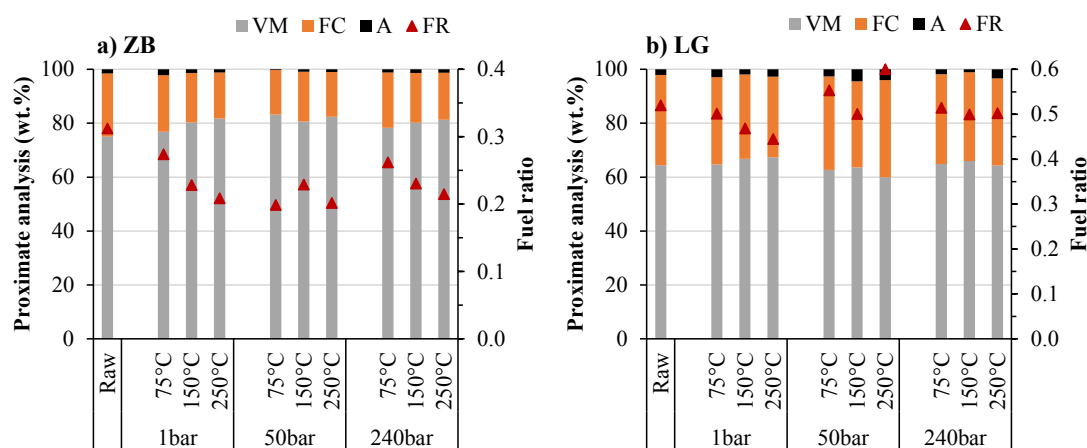 VM FC A FR
a) ZB
Proximate analysis (wt.%)
100
80
60
40
20
0
0.4
0.3
0.2
0.1
0.0
Fuel ratio
Raw
75°C
150°C
250°C
75°C
150°C
250°C
75°C
150°C
250°C
1bar
50bar
240bar
VM FC A FR
b) LG
Proximate analysis (wt.%)
100
80
60
40
20
0
0.6
0.5
0.4
0.3
0.2
0.1
0.0
Fuel ratio
Raw
75°C
150°C
250°C
75°C
150°C
250°C
75°C
150°C
250°C
1bar
50bar
240bar